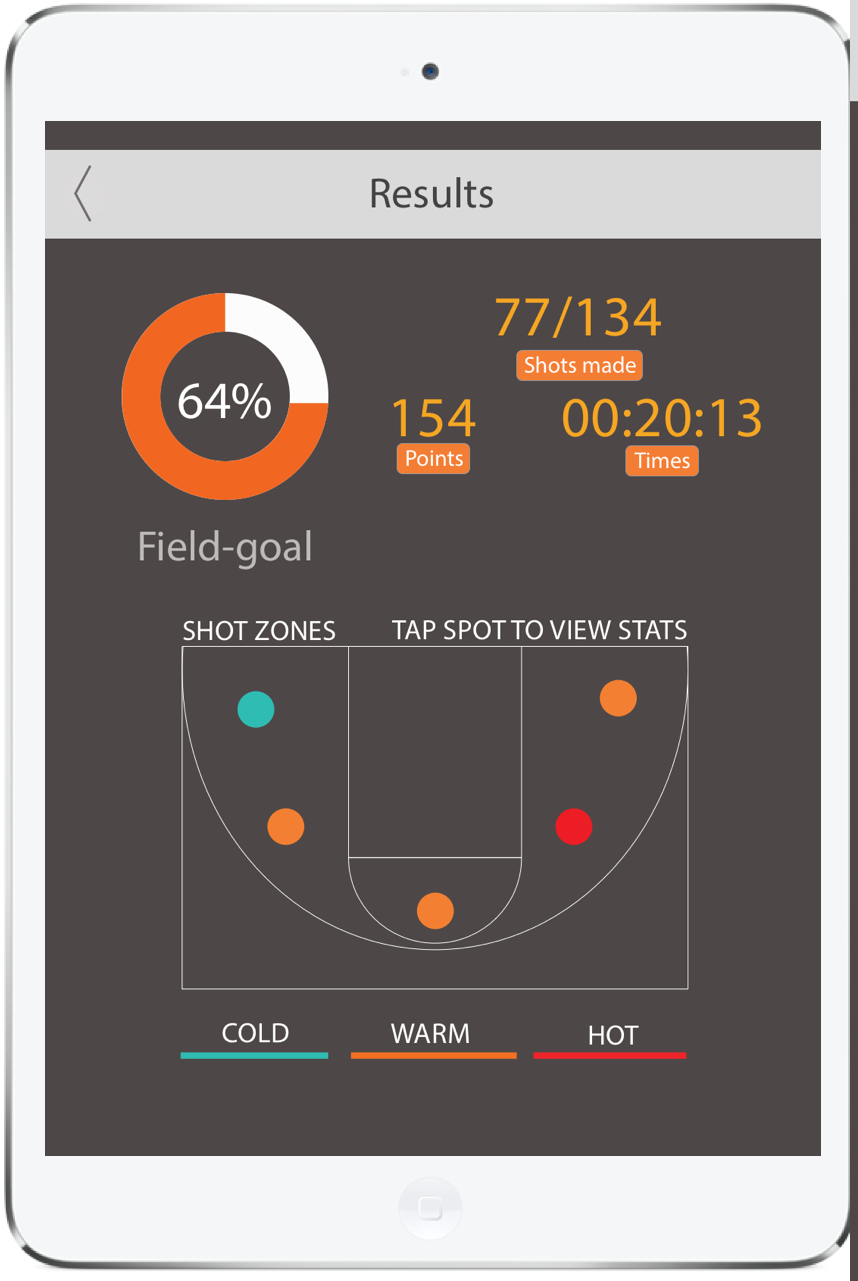 Results
64%
Field-goal
77/134
Shots made
154
Points
00:20:13
Times
SHOT ZONES
TAP SPOT TO VIEW STATS
COLD
WARM
HOT